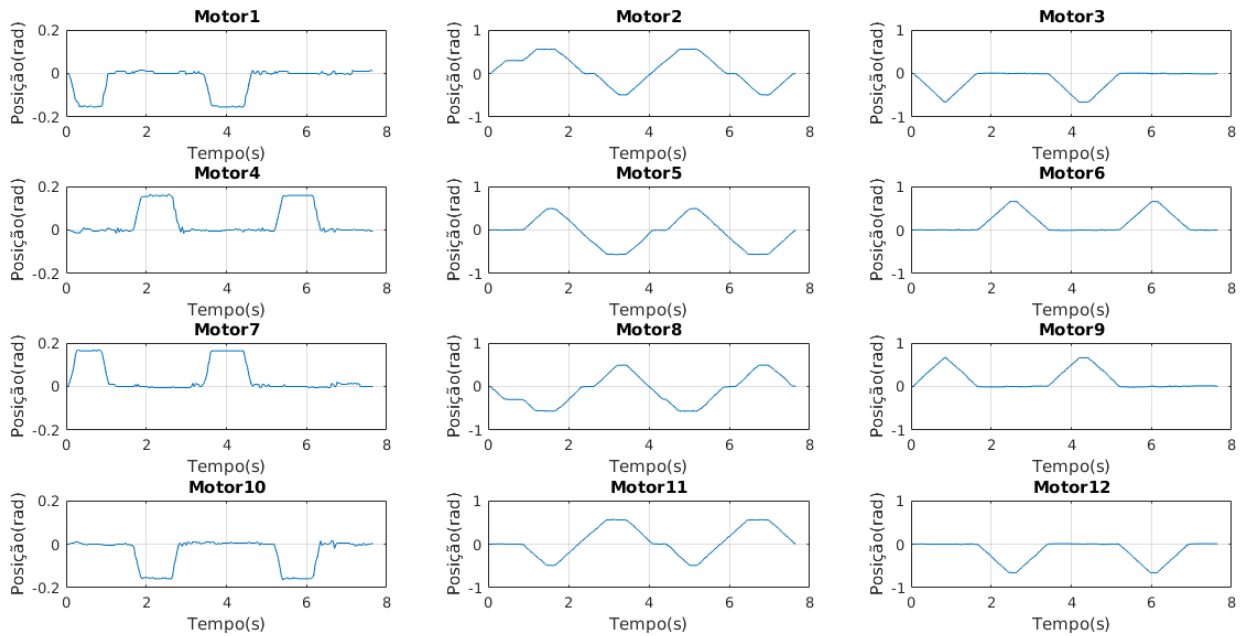 Motor1 Motor2 Motor3
0.2 1 1
Posição(rad) Posição(rad) Posição(rad)
0 0 0
-0.2 -1 -1
0 2 4 6 8 0 2 4 6 8 0 2 4 6 8
Tempo(s) Tempo(s) Tempo(s)
Motor4 Motor5 Motor6
0.2 1 1
Posição(rad) Posição(rad) Posição(rad)
0 0 0
-0.2 -1 -1
0 2 4 6 8 0 2 4 6 8 0 2 4 6 8
Tempo(s) Tempo(s) Tempo(s)
Motor7 Motor8 Motor9
0.2 1 1
Posição(rad) Posição(rad) Posição(rad)
0 0 0
-0.2 -1 -1
0 2 4 6 8 0 2 4 6 8 0 2 4 6 8
Tempo(s) Tempo(s) Tempo(s)
Motor10 Motor11 Motor12
0.2 1 1
Posição(rad) Posição(rad) Posição(rad)
0 0 0
-0.2 -1 -1
0 2 4 6 8 0 2 4 6 8 0 2 4 6 8
Tempo(s) Tempo(s) Tempo(s)